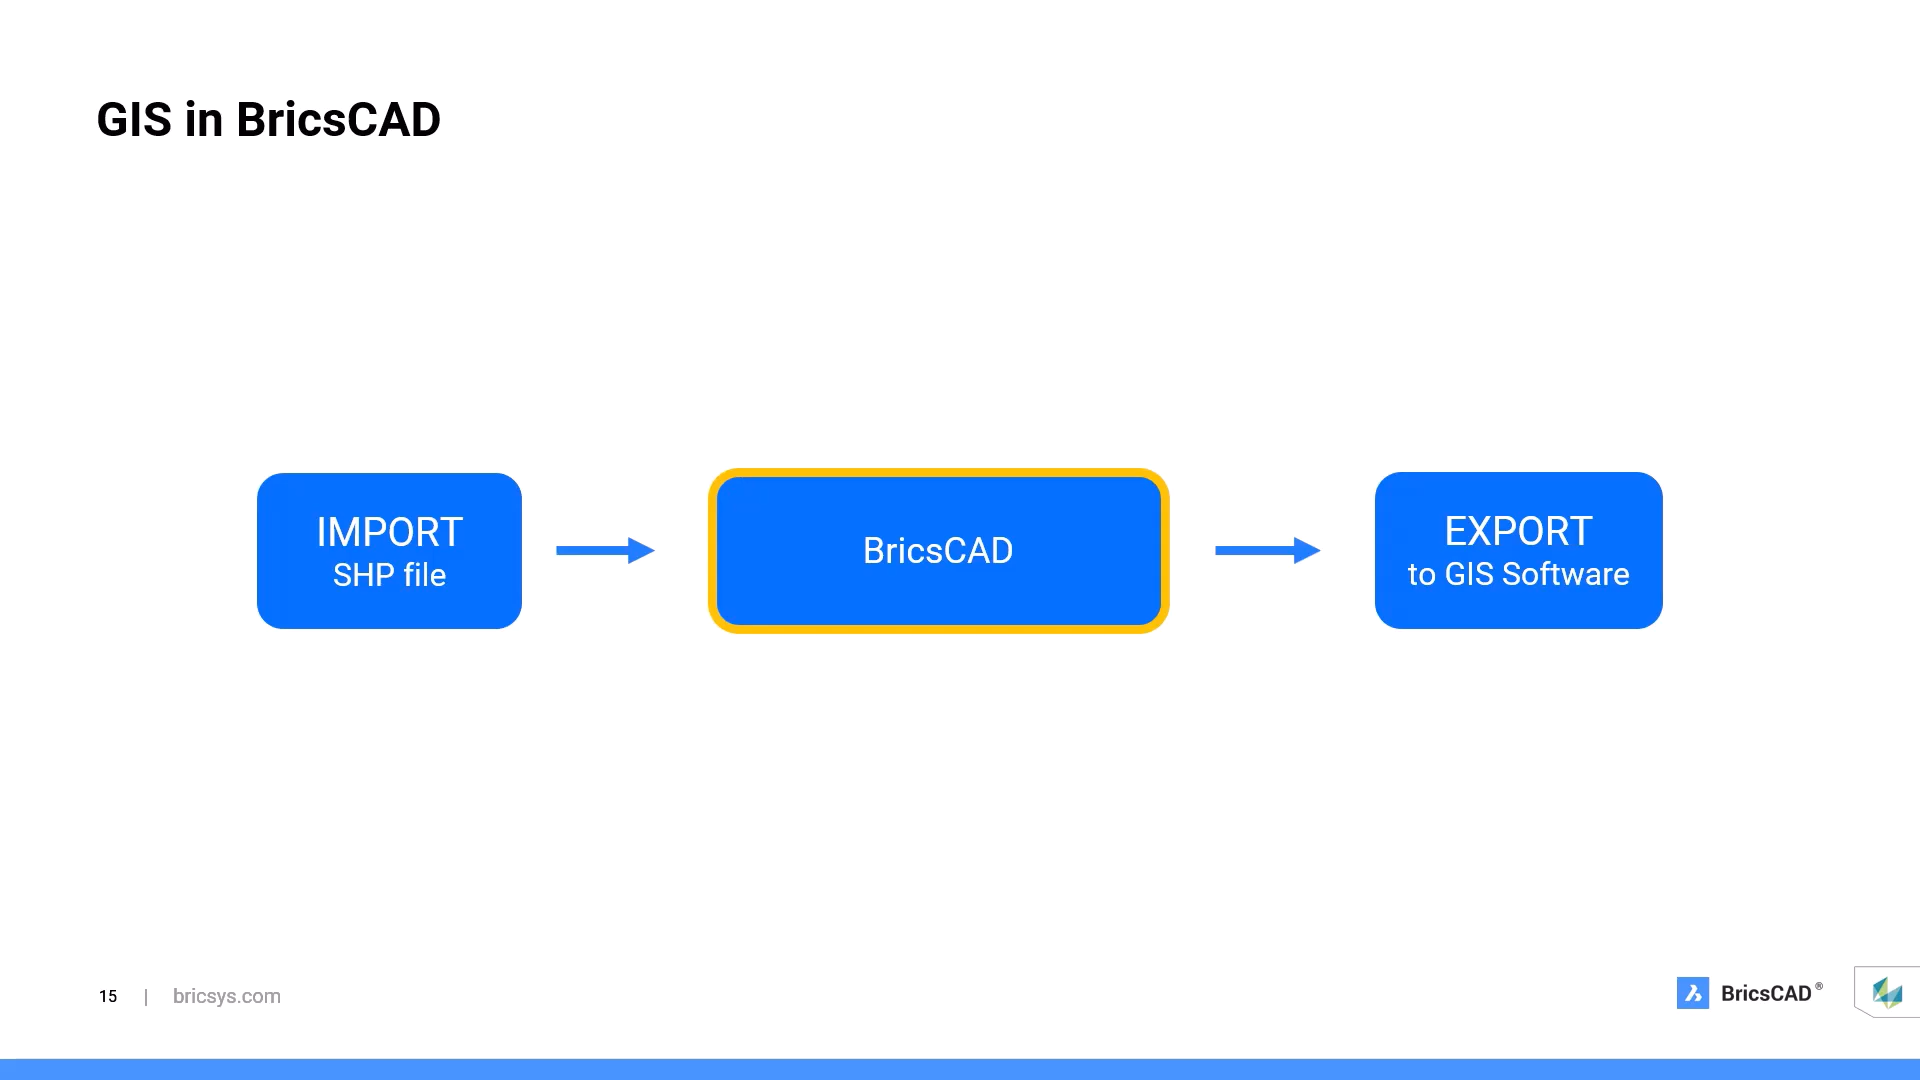 GIS in BricsCAD
IMPORT
SHP file
BricsCAD
EXPORT
to GIS Software
15 | bricsys.com
BricsCAD®